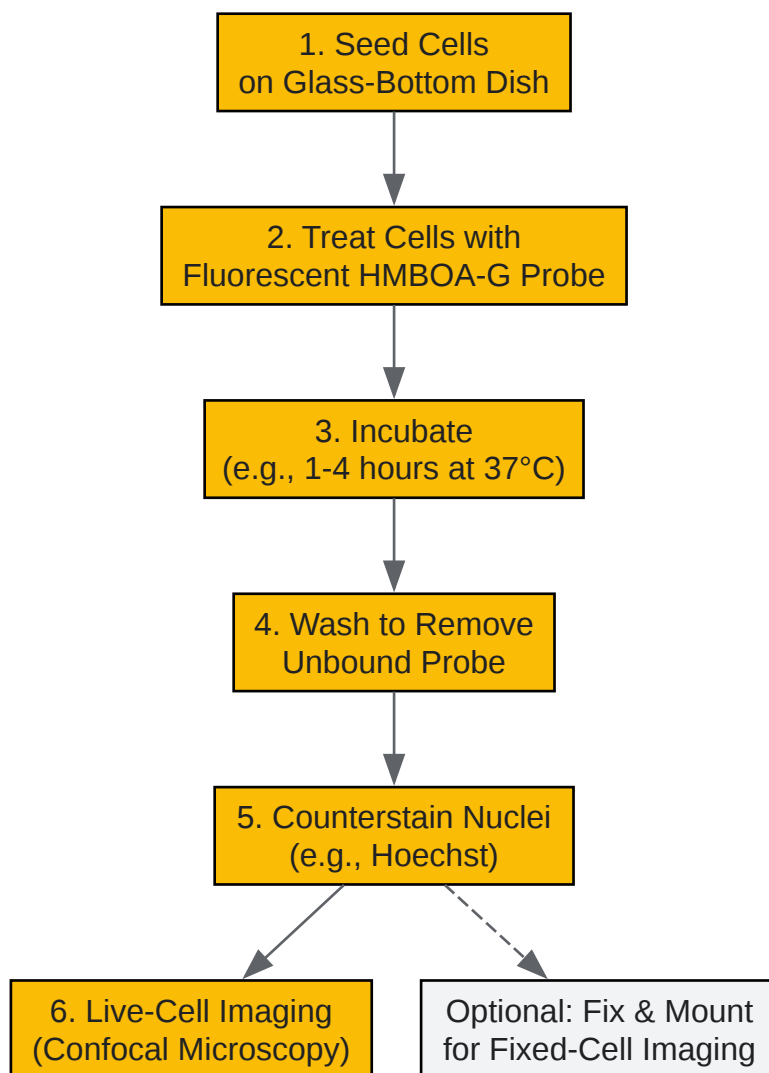 1. Seed Cells
on Glass-Bottom Dish
2. Treat Cells with
Fluorescent HMBOA-G Probe
3. Incubate
(e.g., 1-4 hours at 37°C)
4. Wash to Remove
Unbound Probe
5. Counterstain Nuclei
(e.g., Hoechst)
6. Live-Cell Imaging
(Confocal Microscopy)
Optional: Fix & Mount
for Fixed-Cell Imaging